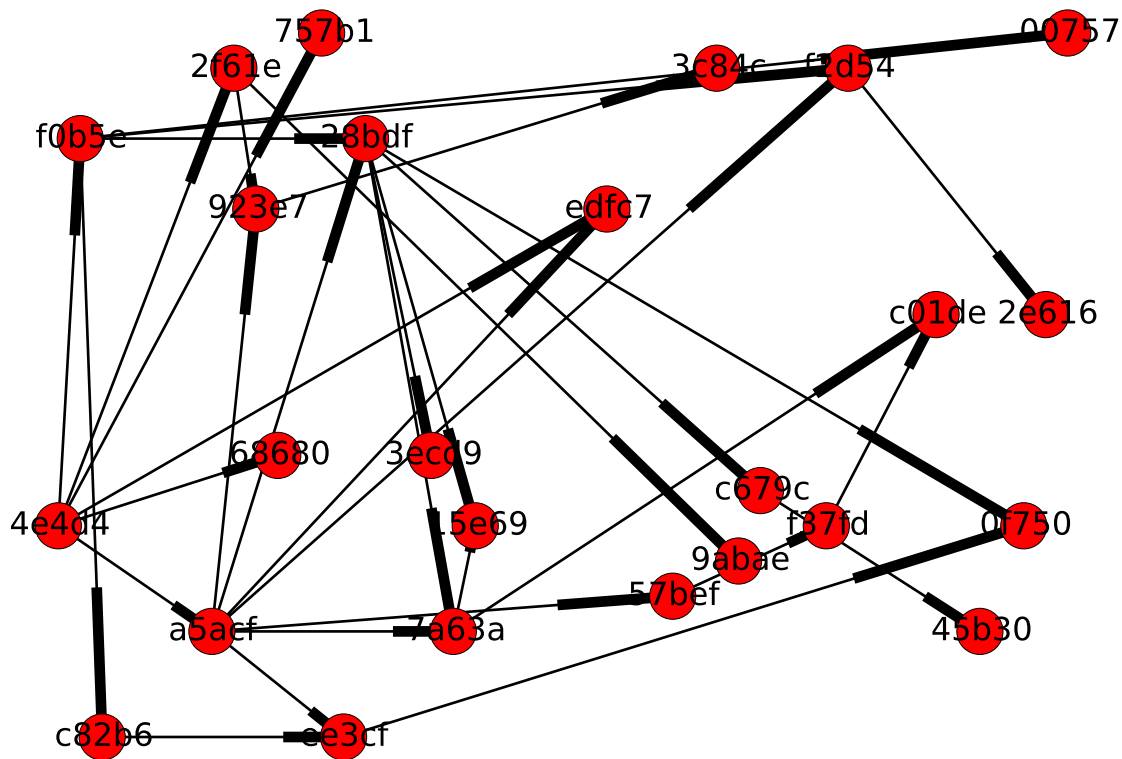 757b1
00757
2f61e
3c84c
f2d54
f0b5e
28bdf
923e7
edfc7
c01de
2e616
68680
3ecd9
c679c
4e4d4
15e69
f37fd
0f750
9abae
57bef
a5acf
7a63a
45b30
c82b6
ee3cf